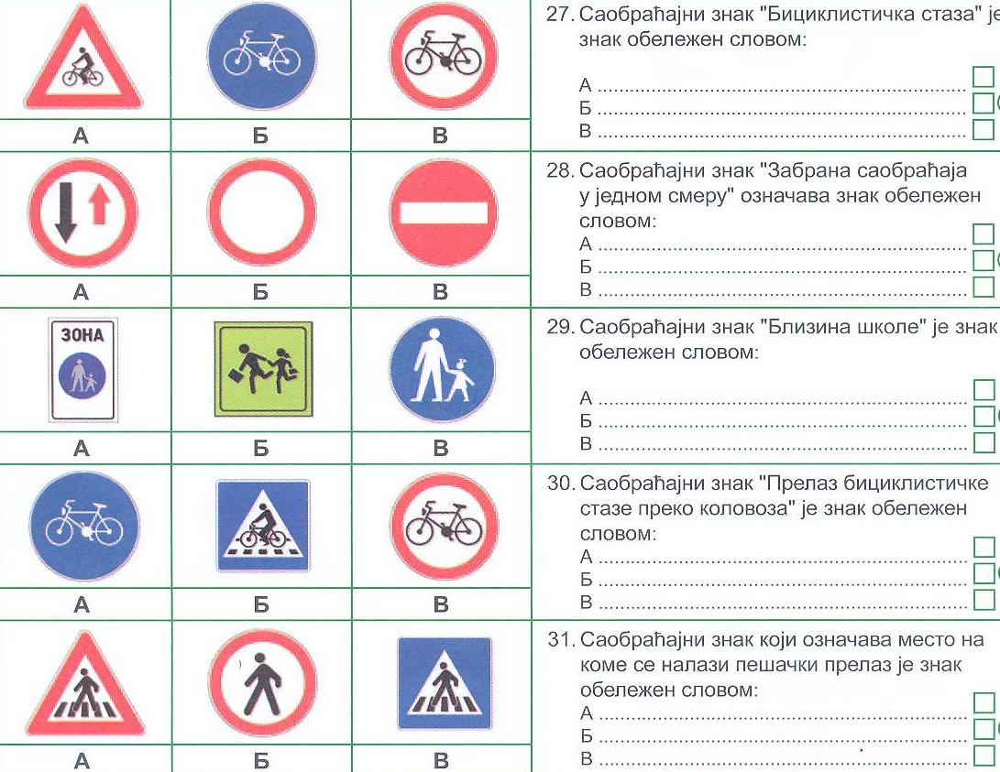 27. Саобраћајни знак "Бициклистичка стаза" је
знак обележен словом:
А
Б
В
А Б В
28. Саобраћајни знак "Забрана саобраћаја
у једном смеру" означава знак обележен
словом:
А
Б
В
А Б В
ЗОНА
29. Саобраћајни знак "Близина школе" је знак
обележен словом:
А
Б
В
А Б В
30. Саобраћајни знак "Прелаз бициклистичке
стазе преко коловоза" је знак обележен
словом:
А
Б
В
А Б В
31. Саобраћајни знак који означава место на
коме се налази пешачки прелаз је знак
обележен словом:
А
Б
В
А Б В